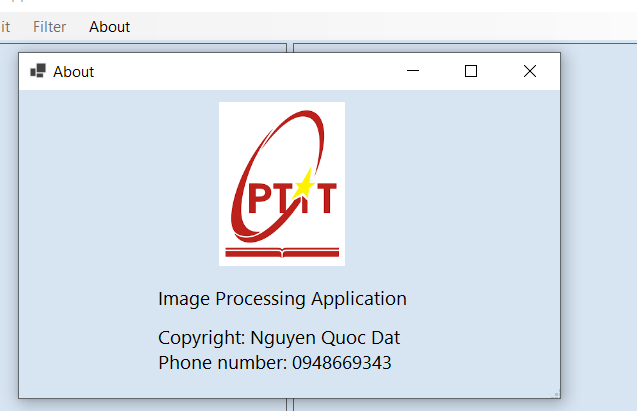 it Filter About
About
PTIT
Image Processing Application
Copyright: Nguyen Quoc Dat
Phone number: 0948669343